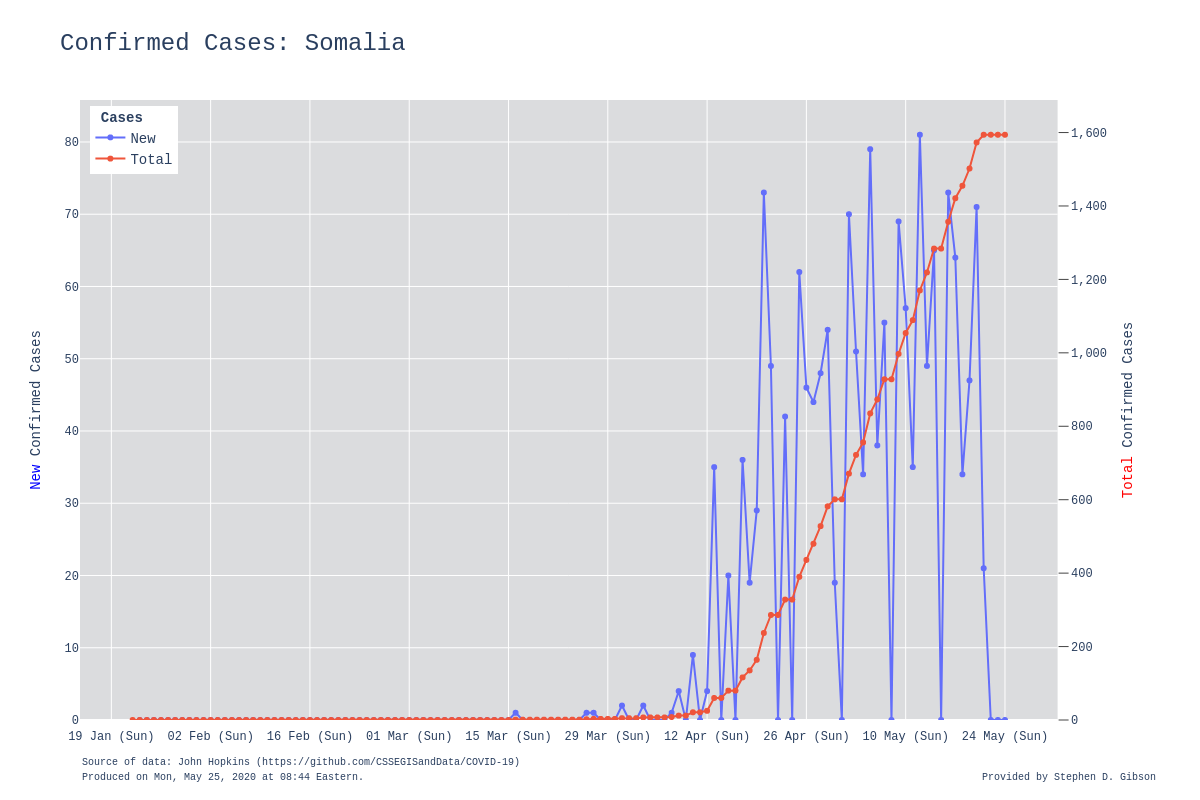 Confirmed Cases: Somalia
Cases
New
Total
80
70
60
50
40
30
20
10
0
New Confirmed Cases
1,600
1,400
1,200
1,000
800
600
400
200
0
Total Confirmed Cases
19 Jan (Sun) 02 Feb (Sun) 16 Feb (Sun) 01 Mar (Sun) 15 Mar (Sun) 29 Mar (Sun) 12 Apr (Sun) 26 Apr (Sun) 10 May (Sun) 24 May (Sun)
Source of data: John Hopkins (https://github.com/CSSEGISandData/COVID-19)
Produced on Mon, May 25, 2020 at 08:44 Eastern.
Provided by Stephen D. Gibson